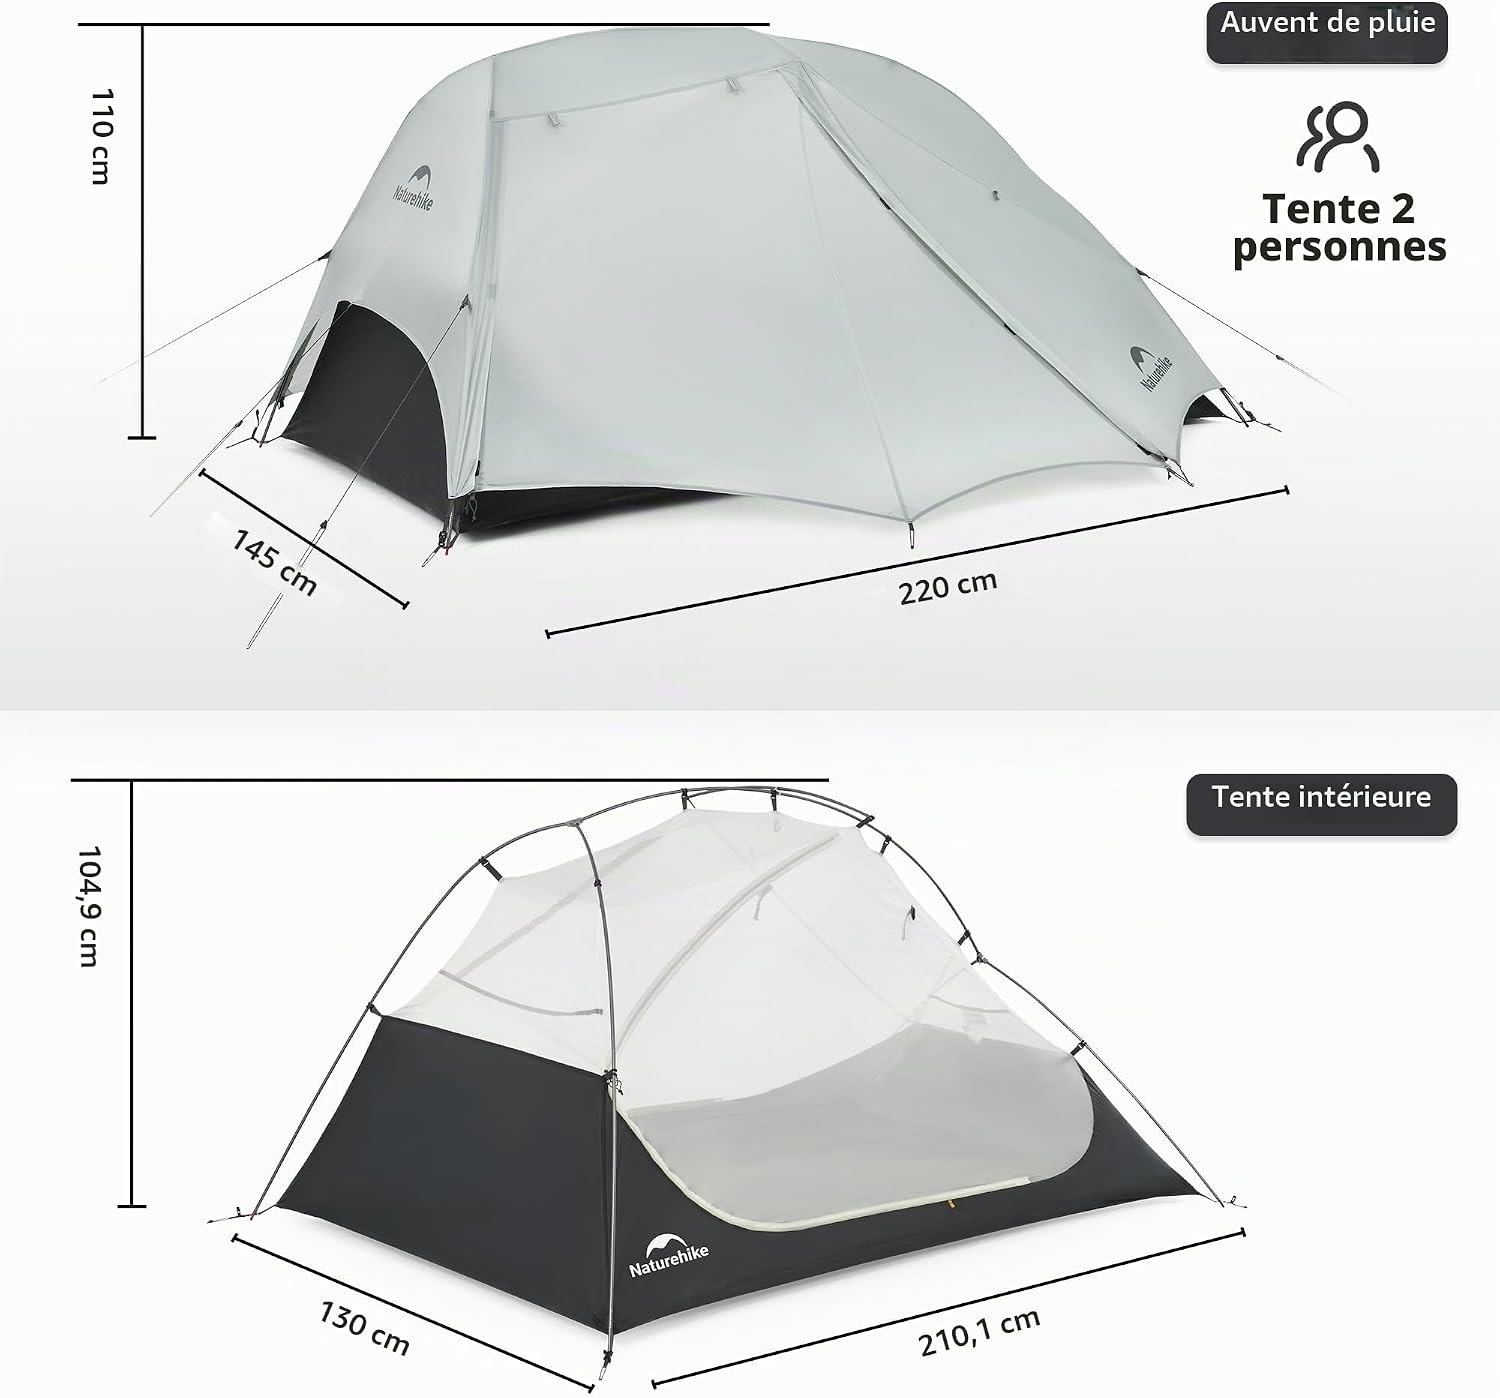 Auvent de pluie
110 cm
Tente 2
personnes
Naturehike
Naturehike
145 cm
220 cm
Tente intérieure
104,9 cm
Naturehike
130 cm
210,1 cm